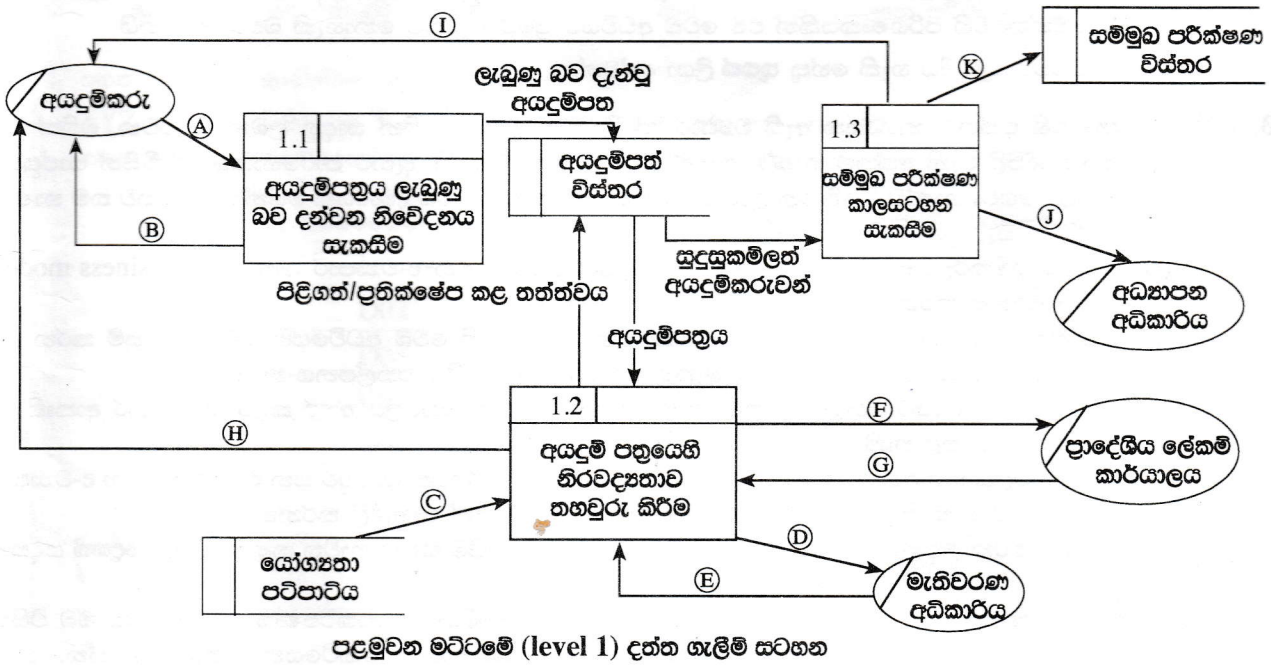 Ⓘ
සම්මුඛ පරීක්ෂණ
විස්තර
Ⓚ
ලැබුණු බව දැන්වූ
අයදුම්පත
අයදුම්කරු
Ⓐ
1.1
අයදුම්පත්‍රය ලැබුණු
බව දන්වන නිවේදනය
සැකසීම
Ⓑ
අයදුම්පත්
විස්තර
1.3
සම්මුඛ පරීක්ෂණ
කාලසටහන
සැකසීම
Ⓙ
අධ්‍යාපන
අධිකාරිය
සුදුසුකම්ලත්
අයදුම්කරුවන්
පිළිගත්/ප්‍රතික්ෂේප කළ තත්ත්වය
අයදුම්පත්‍රය
1.2
අයදුම් පත්‍රයෙහි
නිරවද්‍යතාව
තහවුරු කිරීම
Ⓗ
Ⓕ
Ⓖ
ප්‍රාදේශීය ලේකම්
කාර්යාලය
Ⓒ
යෝග්‍යතා
පටිපාටිය
Ⓓ
Ⓔ
මැතිවරණ
අධිකාරිය
පළමුවන මට්ටමේ (level 1) දත්ත ගැලීම් සටහන